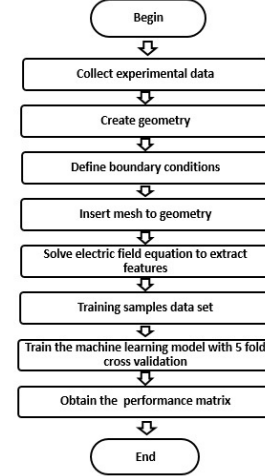 Begin
Collect experimental data
Create geometry
Define boundary conditions
Insert mesh to geometry
Solve electric field equation to extract
features
Training samples data set
Train the machine learning model with 5 fold
cross validation
Obtain the performance matrix
End